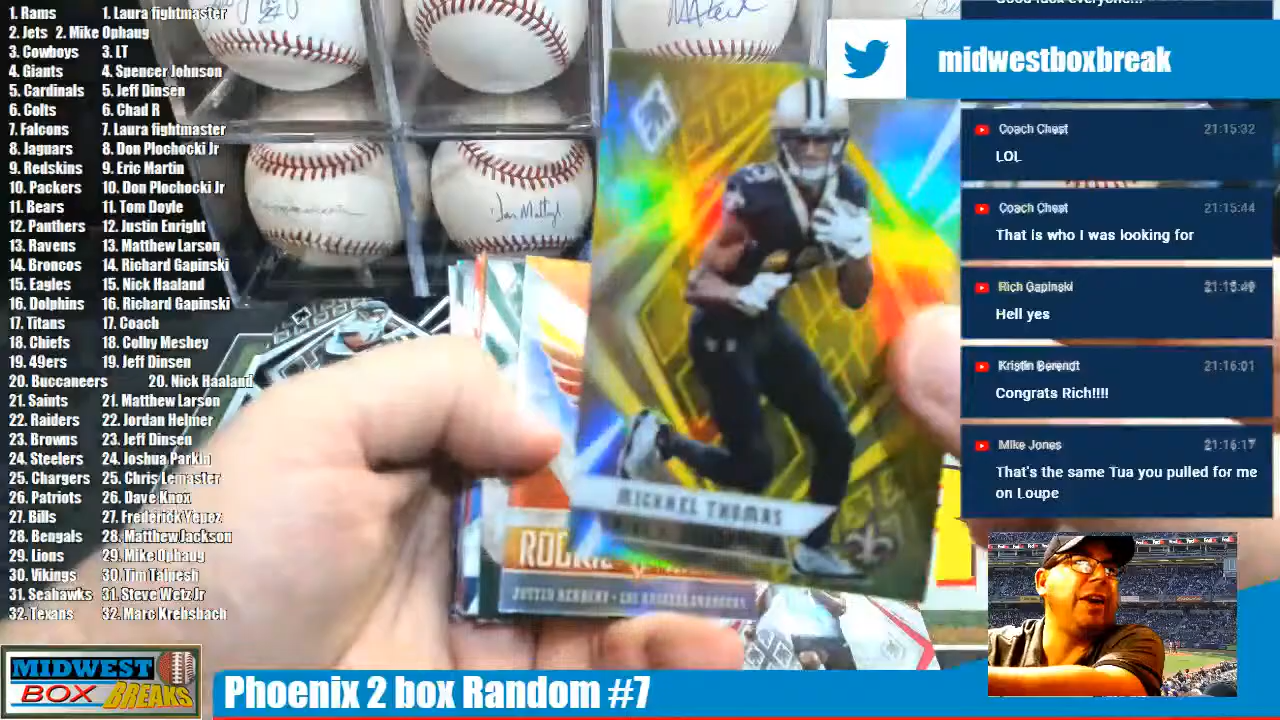 1. Rams 1. Laura fightmaster
2. Jets 2. Mike Ophaug
3. Cowboys 3. LT
4. Giants 4. Spencer Johnson
5. Cardinals 5. Jeff Dinsen
6. Colts 6. Chad R
7. Falcons 7. Laura fightmaster
8. Jaguars 8. Don Plochocki Jr
9. Redskins 9. Eric Martin
10. Packers 10. Don Plochocki Jr
11. Bears 11. Tom Doyle
12. Panthers 12. Justin Enright
13. Ravens 13. Matthew Larson
14. Broncos 14. Richard Gapinski
15. Eagles 15. Nick Haaland
16. Dolphins 16. Richard Gapinski
17. Titans 17. Coach
18. Chiefs 18. Colby Meshey
19. 49ers 19. Jeff Dinsen
20. Buccaneers 20. Nick Haaland
21. Saints 21. Matthew Larson
22. Raiders 22. Jordan Helmer
23. Browns 23. Jeff Dinsen
24. Steelers 24. Joshua Parkin
25. Chargers 25. Chris Lemaster
26. Patriots 26. Dave Knox
27. Bills 27. Frederick Yepez
28. Bengals 28. Matthew Jackson
29. Lions 29. Mike Ophaug
30. Vikings 30. Tim Talpesh
31. Seahawks 31. Steve Wetz Jr
32. Texans 32. Marc Krehsbach
MICHAEL THOMAS
ROOKIE
JUSTIN HERBERT • LOS ANGELES CHARGERS
midwestboxbreak
Good luck everyone!!!
Coach Chest 21:15:32
LOL
Coach Chest 21:15:44
That is who I was looking for
Rich Gapinski 21:15:49
Hell yes
Kristin Berendt 21:16:01
Congrats Rich!!!!
Mike Jones 21:16:17
That's the same Tua you pulled for me
on Loupe
MIDWEST
BOX BREAKS
Phoenix 2 box Random #7